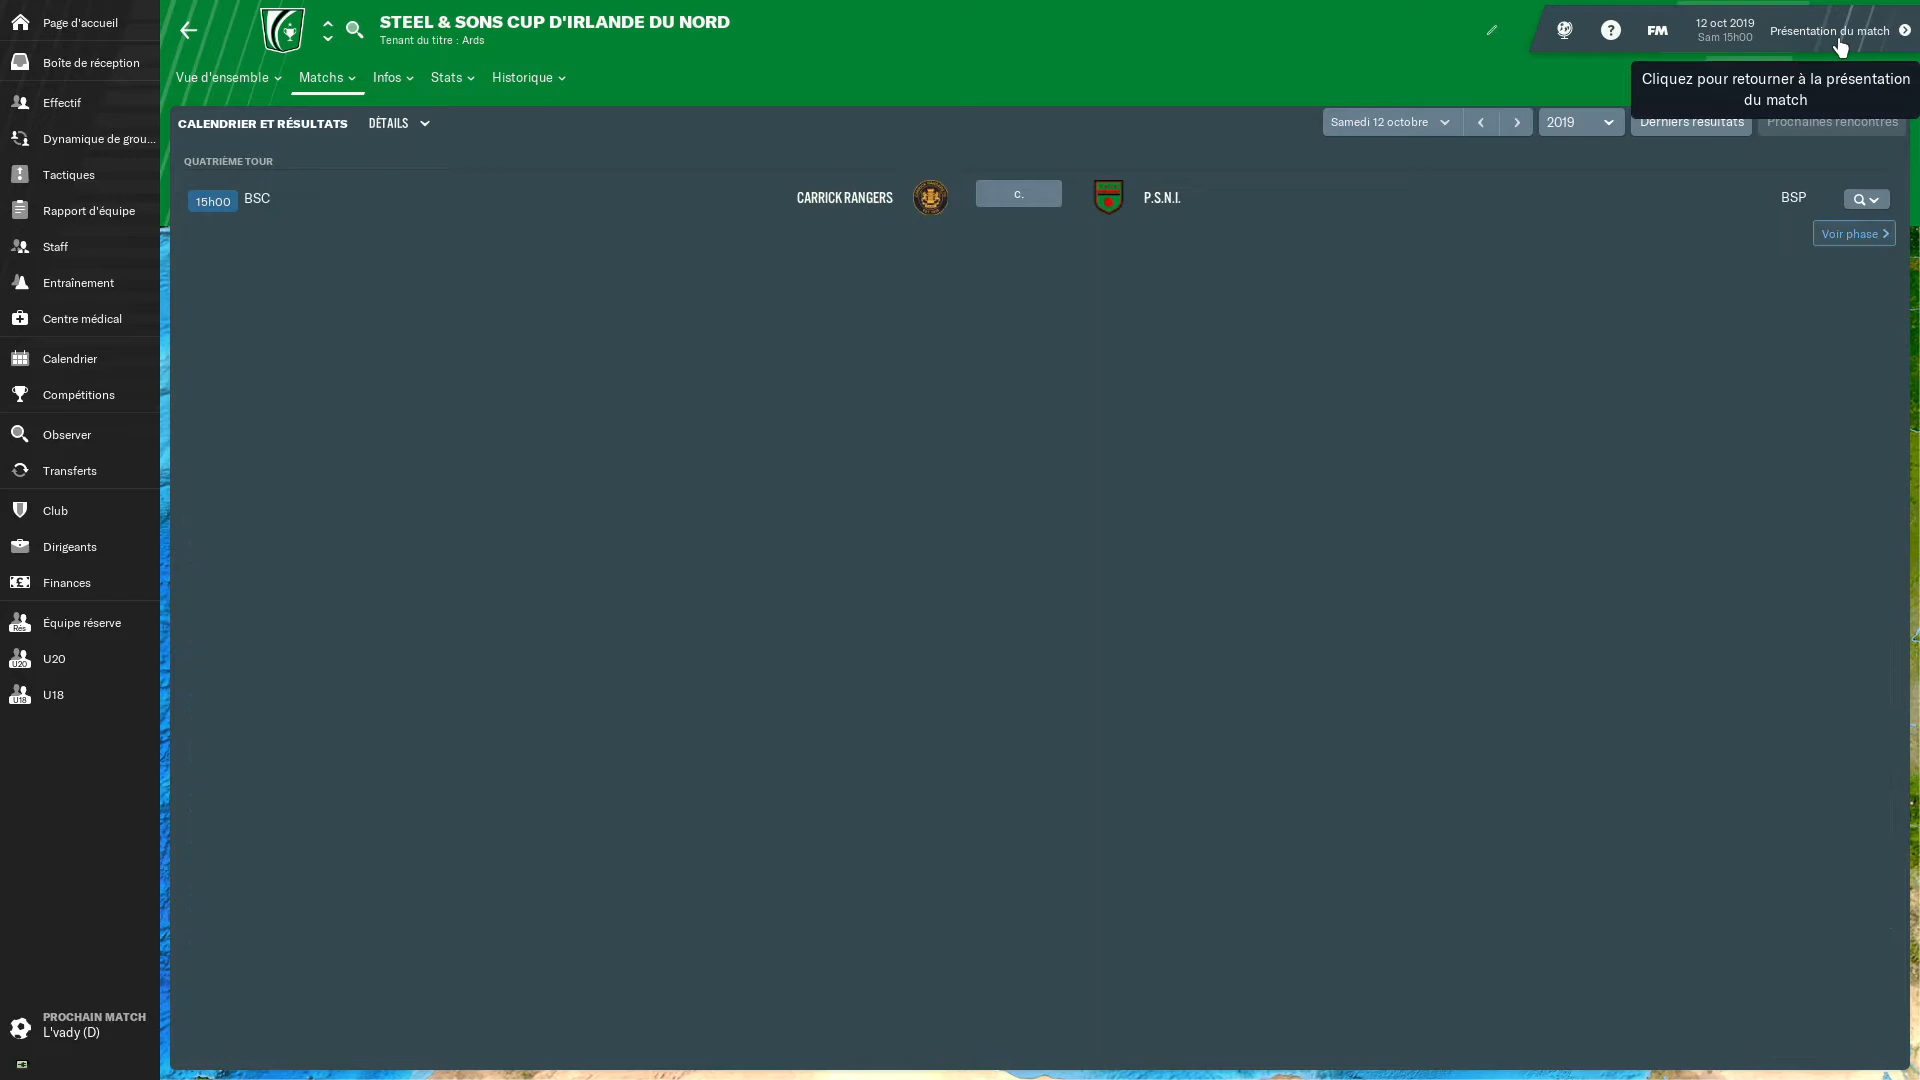 Page d'accueil
Boîte de réception
Effectif
Dynamique de grou...
Tactiques
Rapport d'équipe
Staff
Entraînement
Centre médical
Calendrier
Compétitions
Observer
Transferts
Club
Dirigeants
Finances
Équipe réserve
Rés
U20
U20
U18
U18
PROCHAIN MATCH
L'vady (D)
STEEL & SONS CUP D'IRLANDE DU NORD
Tenant du titre : Ards
FM
12 oct 2019
Sam 15h00
Présentation du match
Cliquez pour retourner à la présentation
du match
Vue d'ensemble
Matchs
Infos
Stats
Historique
CALENDRIER ET RÉSULTATS
DÉTAILS
Samedi 12 octobre
2019
Derniers résultats
Prochaines rencontres
QUATRIÈME TOUR
15h00
BSC
CARRICK RANGERS
c.
P.S.N.I.
BSP
Voir phase